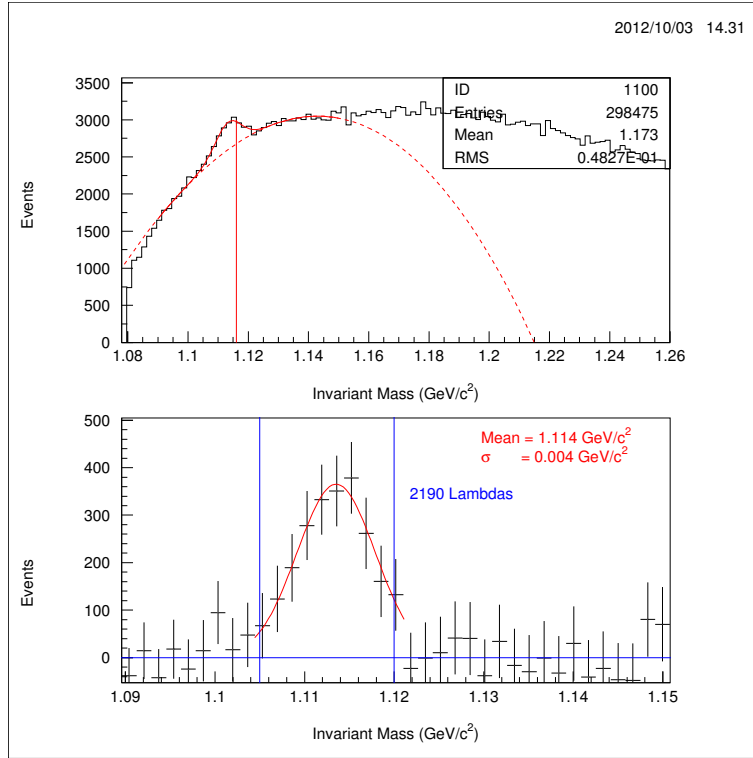 2012/10/03 14.31
3500
3000
2500
2000
1500
1000
500
0
Events
ID 1100
Entries 298475
Mean 1.173
RMS 0.4827E-01
1.08 1.1 1.12 1.14 1.16 1.18 1.2 1.22 1.24 1.26
Invariant Mass (GeV/c²)
500
400
300
200
100
0
Events
Mean = 1.114 GeV/c²
σ = 0.004 GeV/c²
2190 Lambdas
1.09 1.1 1.11 1.12 1.13 1.14 1.15
Invariant Mass (GeV/c²)